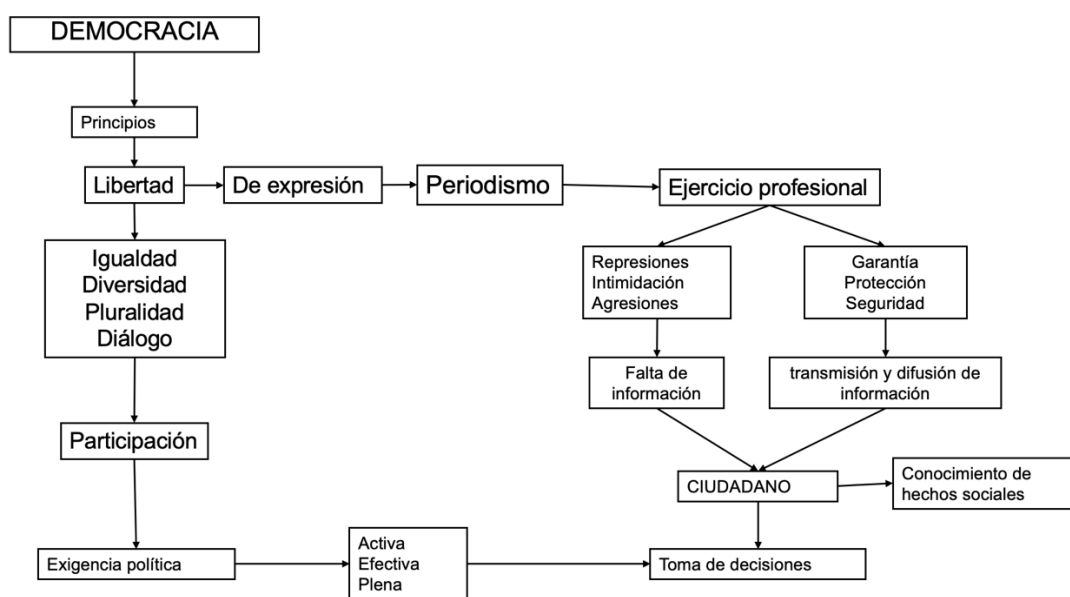 DEMOCRACIA
Principios
Libertad
De expresión
Periodismo
Ejercicio profesional
Igualdad
Diversidad
Pluralidad
Diálogo
Represiones
Intimidación
Agresiones
Garantía
Protección
Seguridad
Falta de
información
transmisión y difusión de
información
Participación
CIUDADANO
Conocimiento de
hechos sociales
Exigencia política
Activa
Efectiva
Plena
Toma de decisiones